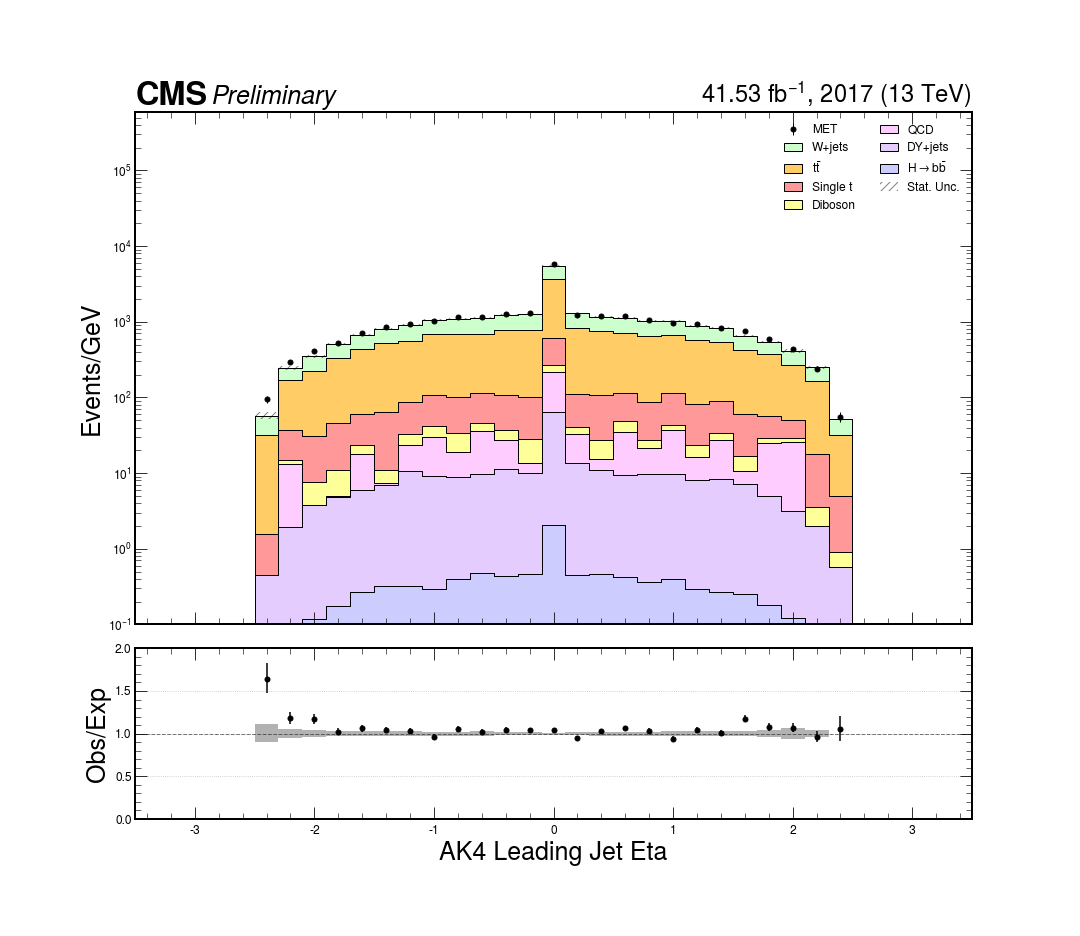 CMS Preliminary
41.53 fb⁻¹, 2017 (13 TeV)
MET
W+jets
tt̄
Single t
Diboson
QCD
DY+jets
H→bb̄
Stat. Unc.
Events/GeV
10⁵
10⁴
10³
10²
10¹
10⁰
10⁻¹
Obs/Exp
2.0
1.5
1.0
0.5
0.0
-3 -2 -1 0 1 2 3
AK4 Leading Jet Eta